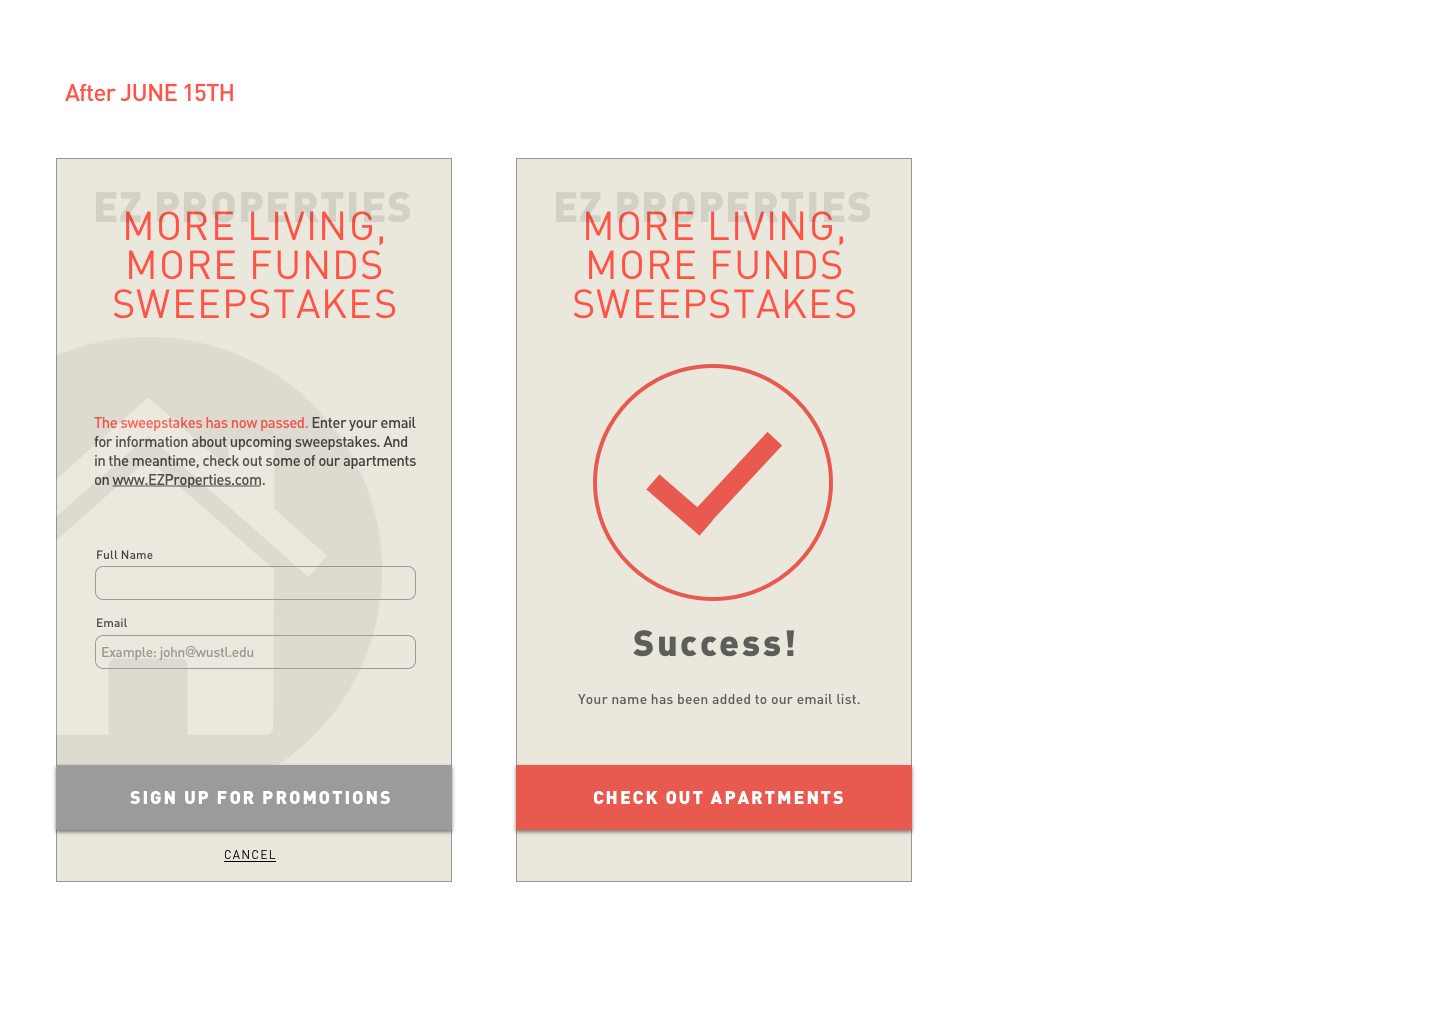 After JUNE 15TH
EZ PROPERTIES
MORE LIVING,
MORE FUNDS
SWEEPSTAKES
The sweepstakes has now passed. Enter your email
for information about upcoming sweepstakes. And
in the meantime, check out some of our apartments
on www.EZProperties.com.
Full Name
Email
Example: john@wustl.edu
SIGN UP FOR PROMOTIONS
CANCEL
EZ PROPERTIES
MORE LIVING,
MORE FUNDS
SWEEPSTAKES
Success!
Your name has been added to our email list.
CHECK OUT APARTMENTS